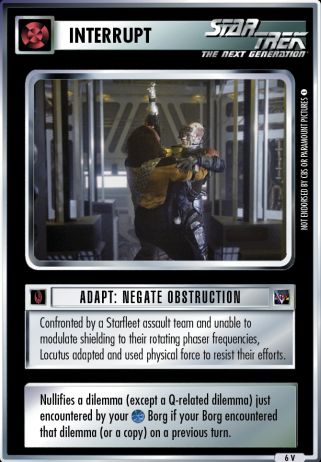 INTERRUPT
STAR TREK
THE NEXT GENERATION
NOT ENDORSED BY CBS OR PARAMOUNT PICTURES
ADAPT: NEGATE OBSTRUCTION
Confronted by a Starfleet assault team and unable to
modulate shielding to their rotating phaser frequencies,
Locutus adapted and used physical force to resist their efforts.
Nullifies a dilemma (except a Q-related dilemma) just
encountered by your Borg if your Borg encountered
that dilemma (or a copy) on a previous turn.
6 V